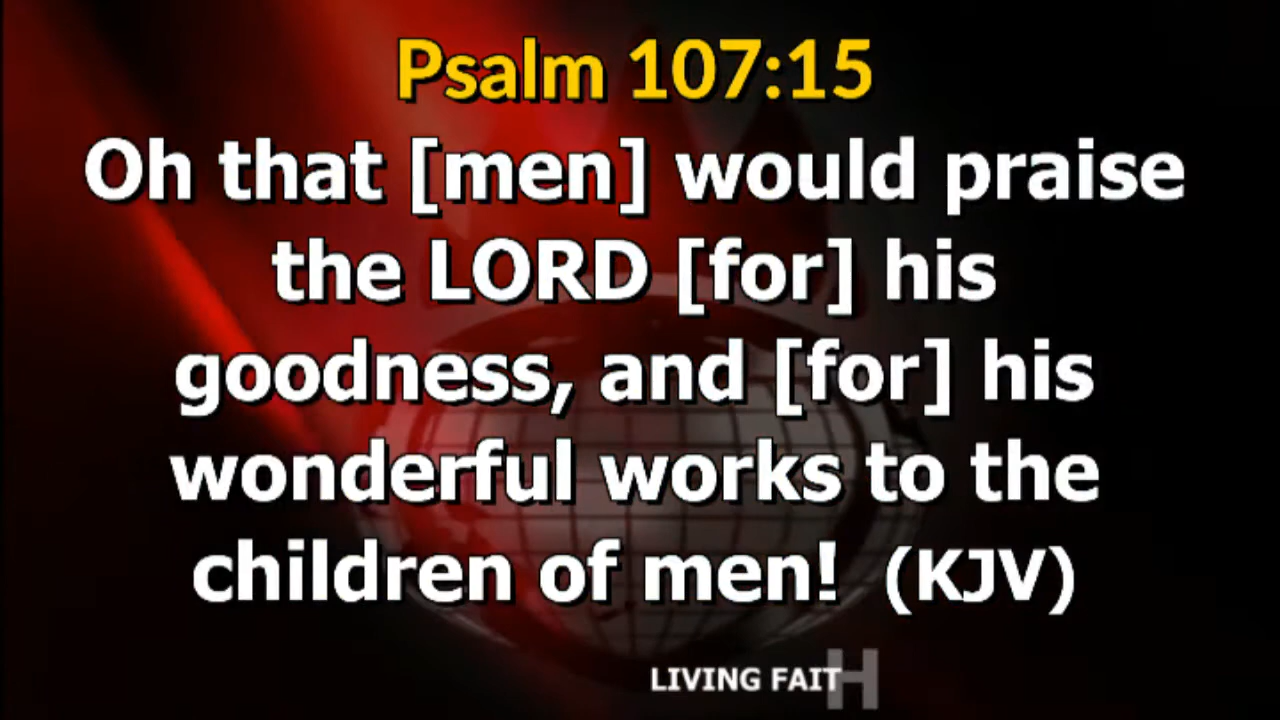 Psalm 107:15
Oh that [men] would praise
the LORD [for] his
goodness, and [for] his
wonderful works to the
children of men! (KJV)
LIVING FAITH